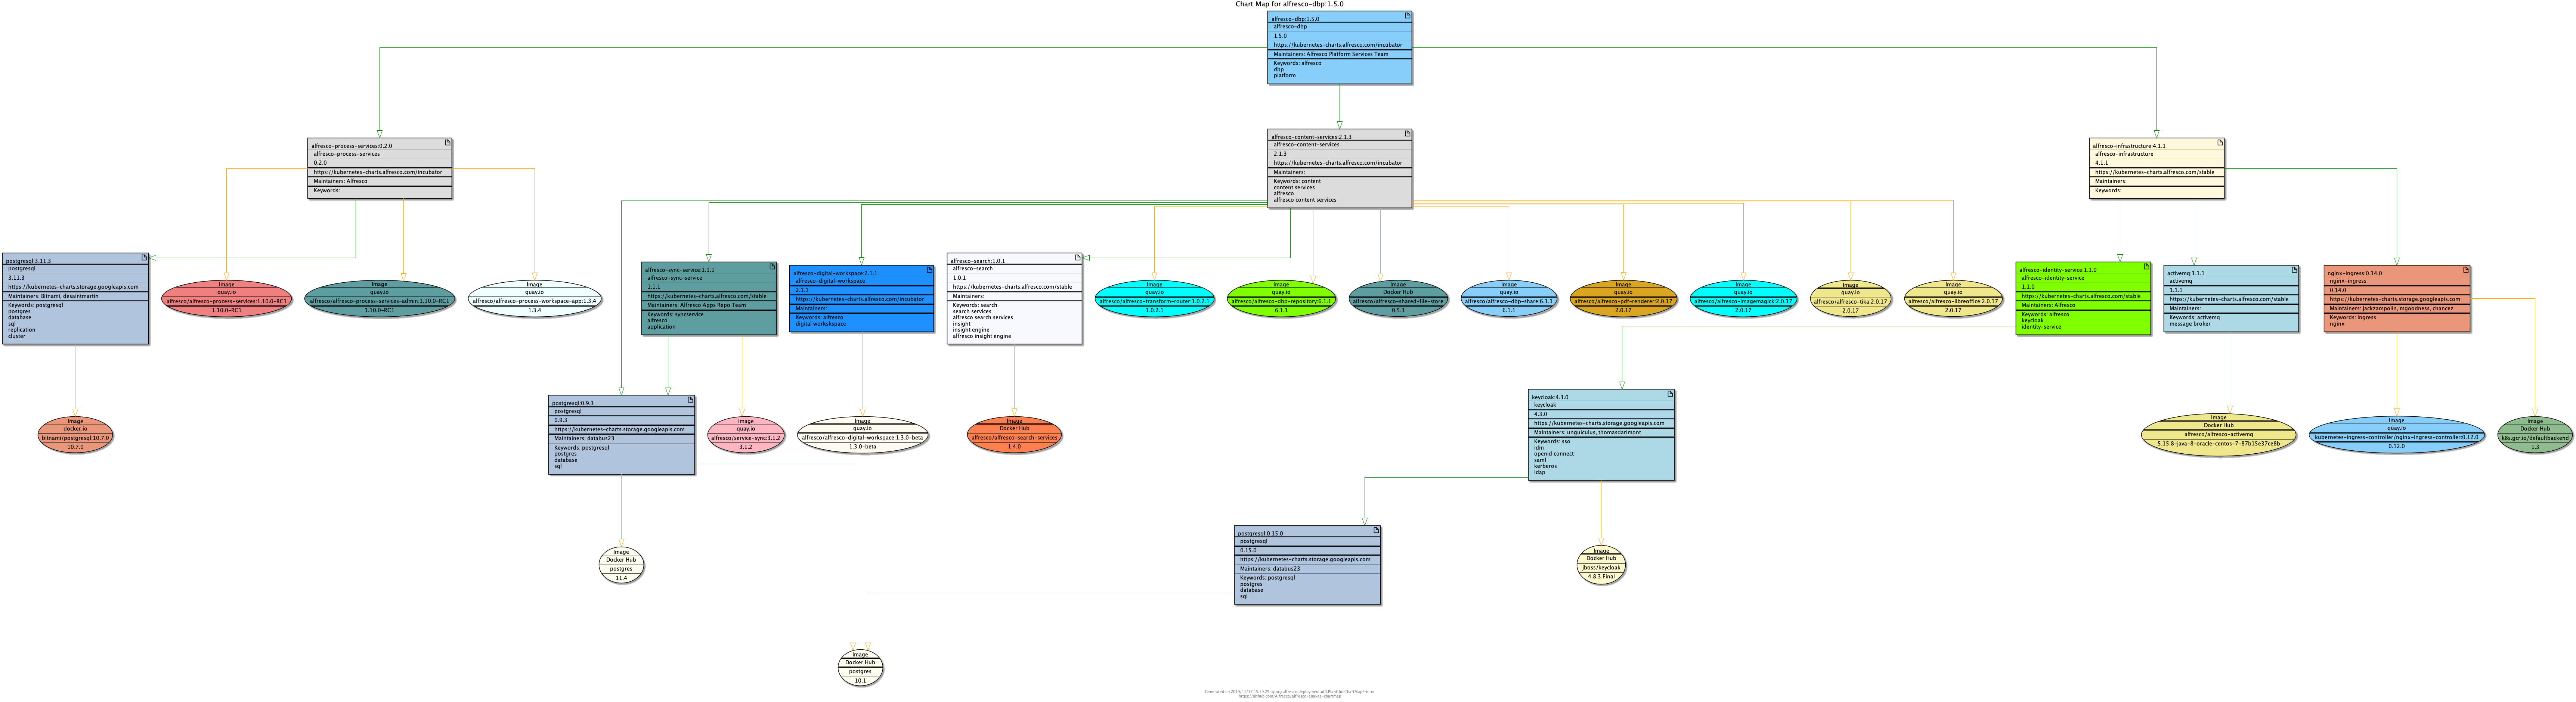 Chart Map for alfresco-dbp:1.5.0
alfresco-dbp:1.5.0
alfresco-dbp
1.5.0
https://kubernetes-charts.alfresco.com/incubator
Maintainers: Alfresco Platform Services Team
Keywords: alfresco
dbp
platform
alfresco-process-services:0.2.0
alfresco-process-services
0.2.0
https://kubernetes-charts.alfresco.com/incubator
Maintainers: Alfresco
Keywords:
alfresco-content-services:2.1.3
alfresco-content-services
2.1.3
https://kubernetes-charts.alfresco.com/incubator
Maintainers:
Keywords: content
content services
alfresco
alfresco content services
alfresco-infrastructure:4.1.1
alfresco-infrastructure
4.1.1
https://kubernetes-charts.alfresco.com/stable
Maintainers:
Keywords:
postgresql:3.11.3
postgresql
3.11.3
https://kubernetes-charts.storage.googleapis.com
Maintainers: Bitnami, desaintmartin
Keywords: postgresql
postgres
database
sql
replication
cluster
Image
quay.io
alfresco/alfresco-process-services:1.10.0-RC1
1.10.0-RC1
Image
quay.io
alfresco/alfresco-process-services-admin:1.10.0-RC1
1.10.0-RC1
Image
quay.io
alfresco/alfresco-process-workspace-app:1.3.4
1.3.4
alfresco-sync-service:1.1.1
alfresco-sync-service
1.1.1
https://kubernetes-charts.alfresco.com/stable
Maintainers: Alfresco Apps Repo Team
Keywords: syncservice
alfresco
application
alfresco-digital-workspace:2.1.1
alfresco-digital-workspace
2.1.1
https://kubernetes-charts.alfresco.com/incubator
Maintainers:
Keywords: alfresco
digital workskspace
alfresco-search:1.0.1
alfresco-search
1.0.1
https://kubernetes-charts.alfresco.com/stable
Maintainers:
Keywords: search
search services
alfresco search services
insight
insight engine
alfresco insight engine
Image
quay.io
alfresco/alfresco-transform-router:1.0.2.1
1.0.2.1
Image
quay.io
alfresco/alfresco-dbp-repository:6.1.1
6.1.1
Image
Docker Hub
alfresco/alfresco-shared-file-store
0.5.3
Image
quay.io
alfresco/alfresco-dbp-share:6.1.1
6.1.1
Image
quay.io
alfresco/alfresco-pdf-renderer:2.0.17
2.0.17
Image
quay.io
alfresco/alfresco-imagemagick:2.0.17
2.0.17
Image
quay.io
alfresco/alfresco-tika:2.0.17
2.0.17
Image
quay.io
alfresco/alfresco-libreoffice:2.0.17
2.0.17
alfresco-identity-service:1.1.0
alfresco-identity-service
1.1.0
https://kubernetes-charts.alfresco.com/stable
Maintainers: Alfresco
Keywords: alfresco
keycloak
identity-service
activemq:1.1.1
activemq
1.1.1
https://kubernetes-charts.alfresco.com/stable
Maintainers:
Keywords: activemq
message broker
nginx-ingress:0.14.0
nginx-ingress
0.14.0
https://kubernetes-charts.storage.googleapis.com
Maintainers: jackzampolin, mgoodness, chancez
Keywords: ingress
nginx
Image
docker.io
bitnami/postgresql:10.7.0
10.7.0
postgresql:0.9.3
postgresql
0.9.3
https://kubernetes-charts.storage.googleapis.com
Maintainers: databus23
Keywords: postgresql
postgres
database
sql
Image
quay.io
alfresco/service-sync:3.1.2
3.1.2
Image
quay.io
alfresco/alfresco-digital-workspace:1.3.0-beta
1.3.0-beta
Image
Docker Hub
alfresco/alfresco-search-services
1.4.0
keycloak:4.3.0
keycloak
4.3.0
https://kubernetes-charts.storage.googleapis.com
Maintainers: unguiculus, thomasdarimont
Keywords: sso
idm
openid connect
saml
kerberos
ldap
Image
Docker Hub
alfresco/alfresco-activemq
5.15.8-java-8-oracle-centos-7-87b15e37ce8b
Image
quay.io
kubernetes-ingress-controller/nginx-ingress-controller:0.12.0
0.12.0
Image
Docker Hub
k8s.gcr.io/defaultbackend
1.3
Image
Docker Hub
postgres
11.4
postgresql:0.15.0
postgresql
0.15.0
https://kubernetes-charts.storage.googleapis.com
Maintainers: databus23
Keywords: postgresql
postgres
database
sql
Image
Docker Hub
jboss/keycloak
4.8.3.Final
Image
Docker Hub
postgres
10.1